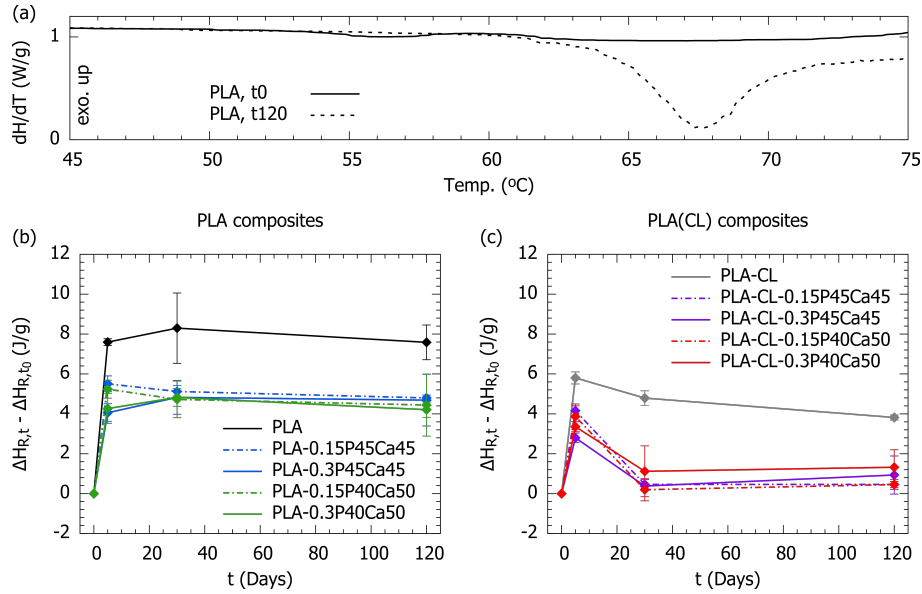 (a)
dH/dT (W/g)
1
0
exo. up
PLA, t0
PLA, t120
45 50 55 60 65 70 75
Temp. (ºC)
PLA composites
(b)
ΔH_R,t - ΔH_R,t₀ (J/g)
12
10
8
6
4
2
0
-2
PLA
PLA-0.15P45Ca45
PLA-0.3P45Ca45
PLA-0.15P40Ca50
PLA-0.3P40Ca50
0 20 40 60 80 100 120
t (Days)
PLA(CL) composites
(c)
ΔH_R,t - ΔH_R,t₀ (J/g)
12
10
8
6
4
2
0
-2
PLA-CL
PLA-CL-0.15P45Ca45
PLA-CL-0.3P45Ca45
PLA-CL-0.15P40Ca50
PLA-CL-0.3P40Ca50
0 20 40 60 80 100 120
t (Days)